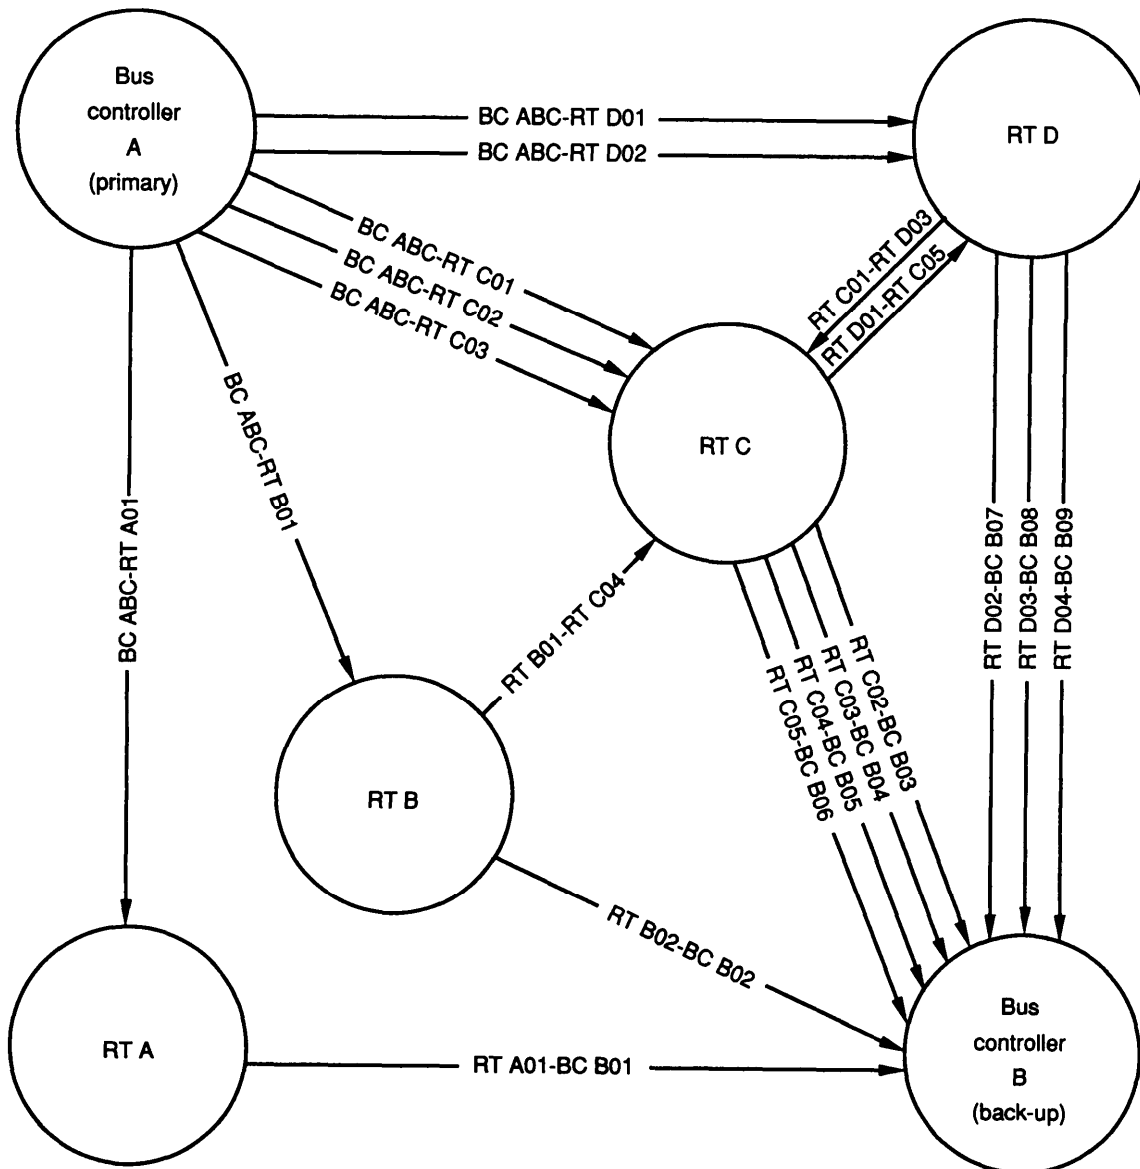 Bus
controller
A
(primary)
BC ABC-RT D01
BC ABC-RT D02
RT D
BC ABC-RT C01
BC ABC-RT C02
BC ABC-RT C03
RT C01-RT D03
RT D01-RT C05
RT C
BC ABC-RT B01
BC ABC-RT A01
RT B01-RT C04
RT D02-BC B07
RT D03-BC B08
RT D04-BC B09
RT C02-BC B03
RT C03-BC B04
RT C04-BC B05
RT C05-BC B06
RT B
RT B02-BC B02
RT A
RT A01-BC B01
Bus
controller
B
(back-up)